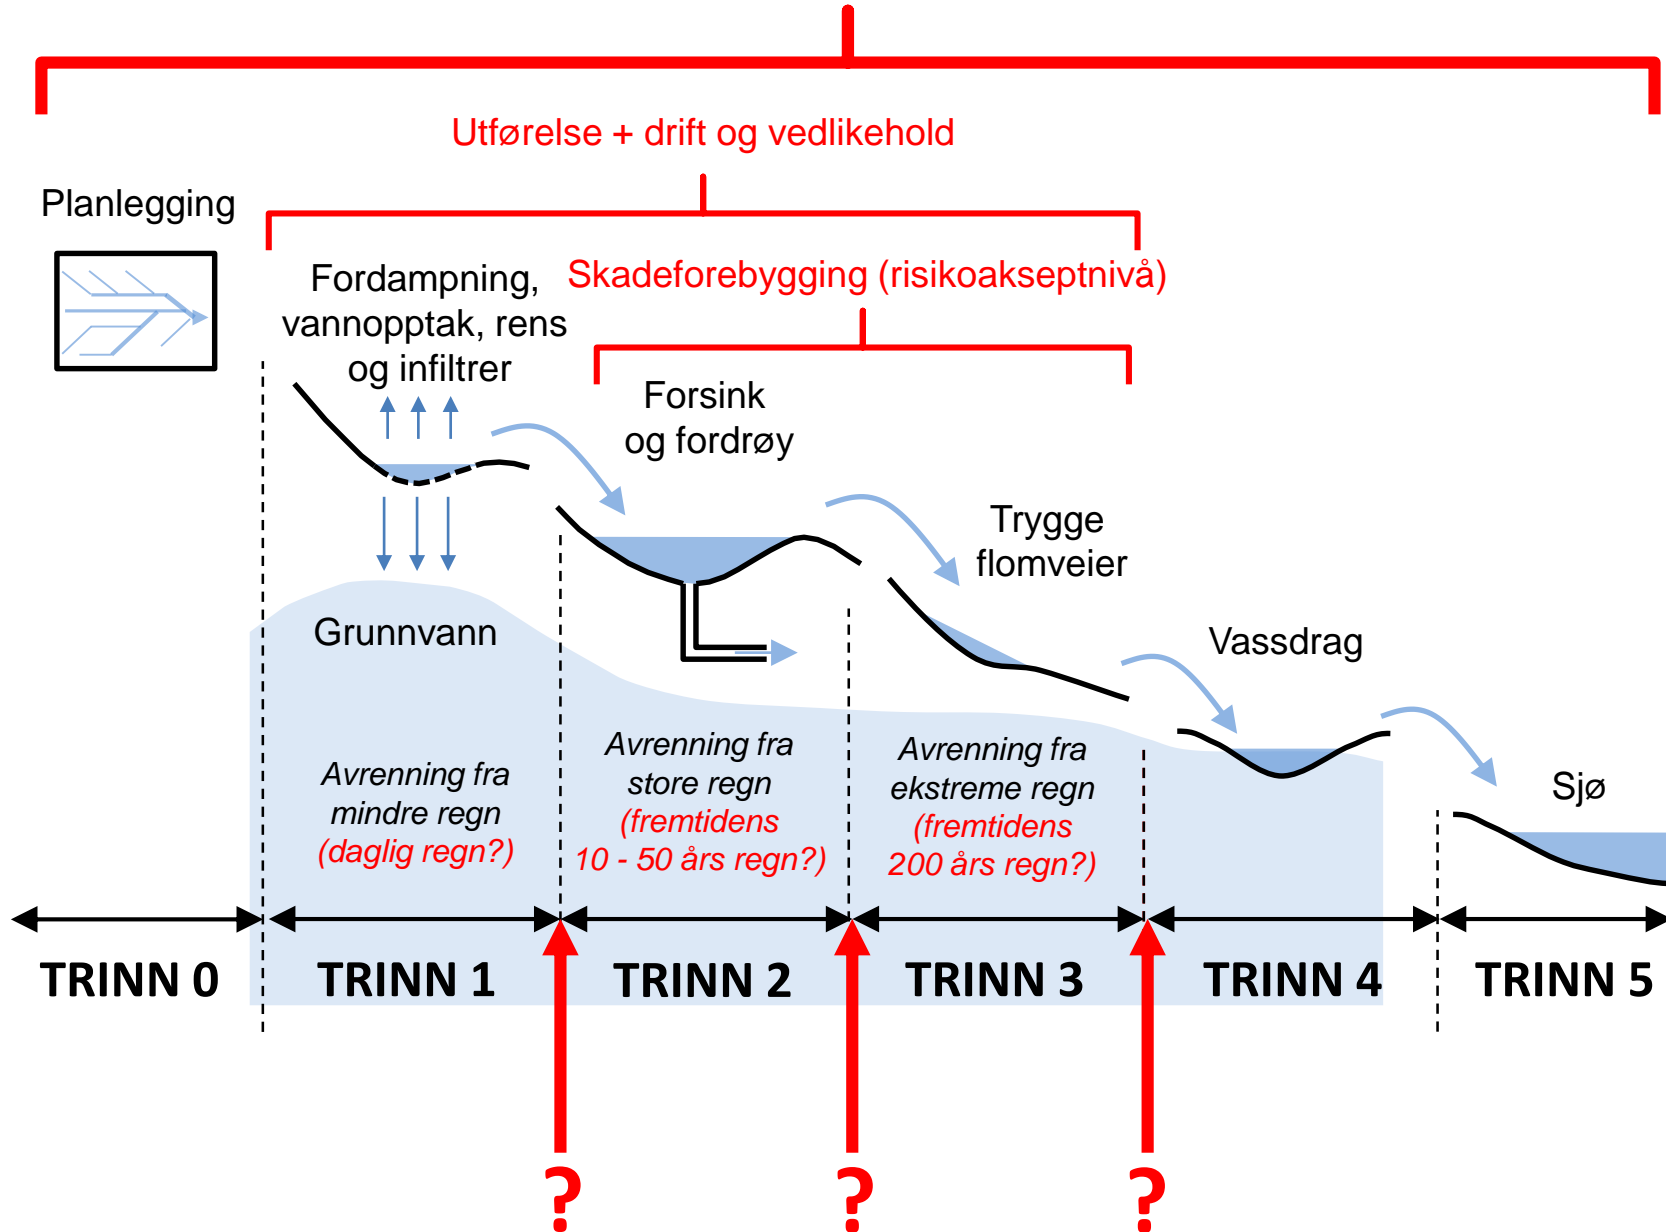 Utførelse + drift og vedlikehold
Planlegging
Fordampning,
vannopptak, rens
og infiltrer
Skadeforebygging (risikoakseptnivå)
Forsink
og fordrøy
Trygge
flomveier
Grunnvann
Vassdrag
Sjø
Avrenning fra
mindre regn
(daglig regn?)
Avrenning fra
store regn
(fremtidens
10 - 50 års regn?)
Avrenning fra
ekstreme regn
(fremtidens
200 års regn?)
TRINN 0
TRINN 1
TRINN 2
TRINN 3
TRINN 4
TRINN 5
?
?
?